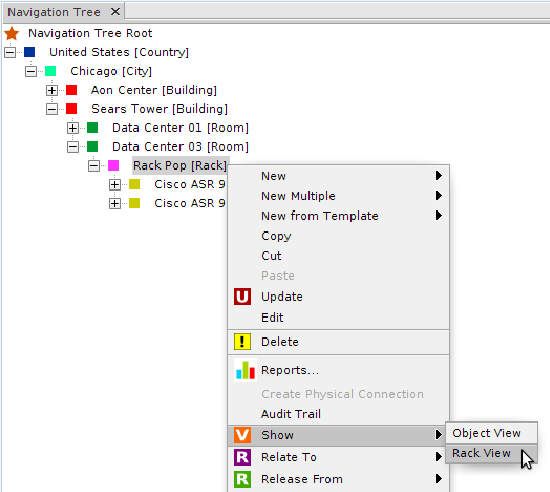 Navigation Tree X
Navigation Tree Root
United States [Country]
Chicago [City]
Aon Center [Building]
Sears Tower [Building]
Data Center 01 [Room]
Data Center 03 [Room]
Rack Pop [Rack]
Cisco ASR 9
Cisco ASR 9
New
New Multiple
New from Template
Copy
Cut
Paste
U Update
Edit
! Delete
Reports...
Create Physical Connection
Audit Trail
V Show
Object View
Rack View
R Relate To
R Release From